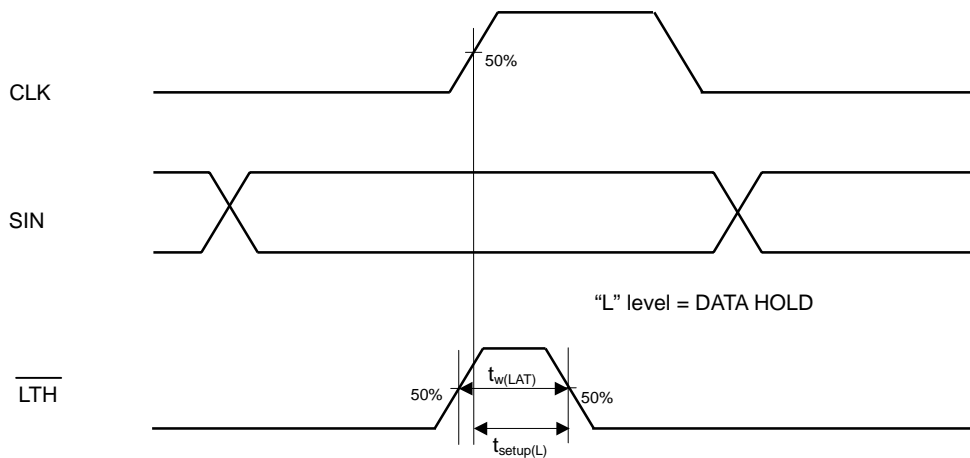 50%
CLK
SIN
“L” level = DATA HOLD
LTH
50%
tw(LAT)
50%
tsetup(L)